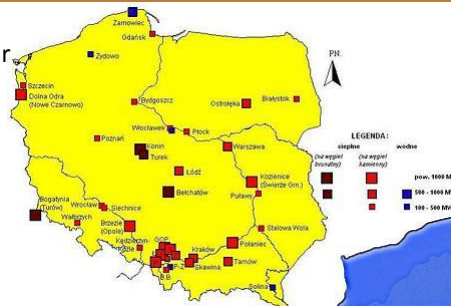 r
Żarnowiec
Gdańsk
PN.
Żydowo
Szczecin
Dolna Odra
(Nowe Czarnowo)
Bydgoszcz
Ostrołęka
Białystok
Włocławek
Płock
Poznań
Warszawa
Konin
Turek
Łódź
Kozienice
(Świerże Grn.)
Bełchatów
Puławy
Bogatynia
(Turów)
Wrocław
Siechnice
Wałbrzych
Brzezie
(Opole)
Stalowa Wola
Kędzierzyn-
Koźle
GOP
Kraków
Połaniec
Skawina
Tarnów
B.B.
Solina
LEGENDA:
cieplne
wodne
(na węgiel
brunatny)
(na węgiel
kamienny)
pow. 1000 M
500 - 1000 M
100 - 500 MW